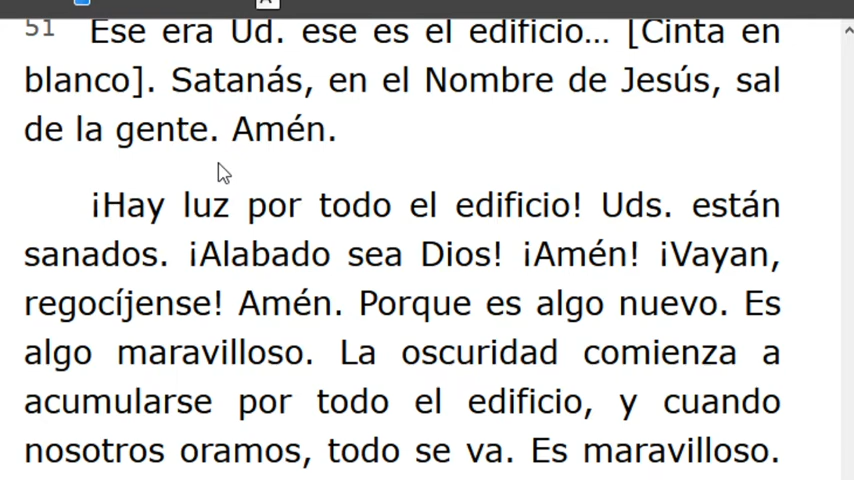 51 Ese era Ud. ese es el edificio... [Cinta en
blanco]. Satanás, en el Nombre de Jesús, sal
de la gente. Amén.
¡Hay luz por todo el edificio! Uds. están
sanados. ¡Alabado sea Dios! ¡Amén! ¡Vayan,
regocíjense! Amén. Porque es algo nuevo. Es
algo maravilloso. La oscuridad comienza a
acumularse por todo el edificio, y cuando
nosotros oramos, todo se va. Es maravilloso.